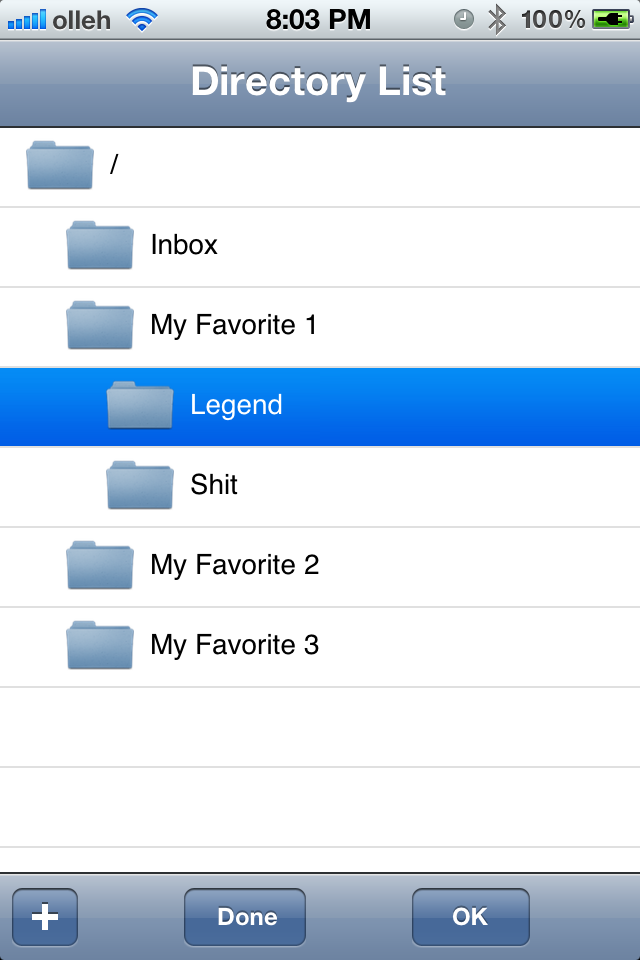 olleh 8:03 PM 100%
Directory List
/
Inbox
My Favorite 1
Legend
Shit
My Favorite 2
My Favorite 3
+ Done OK